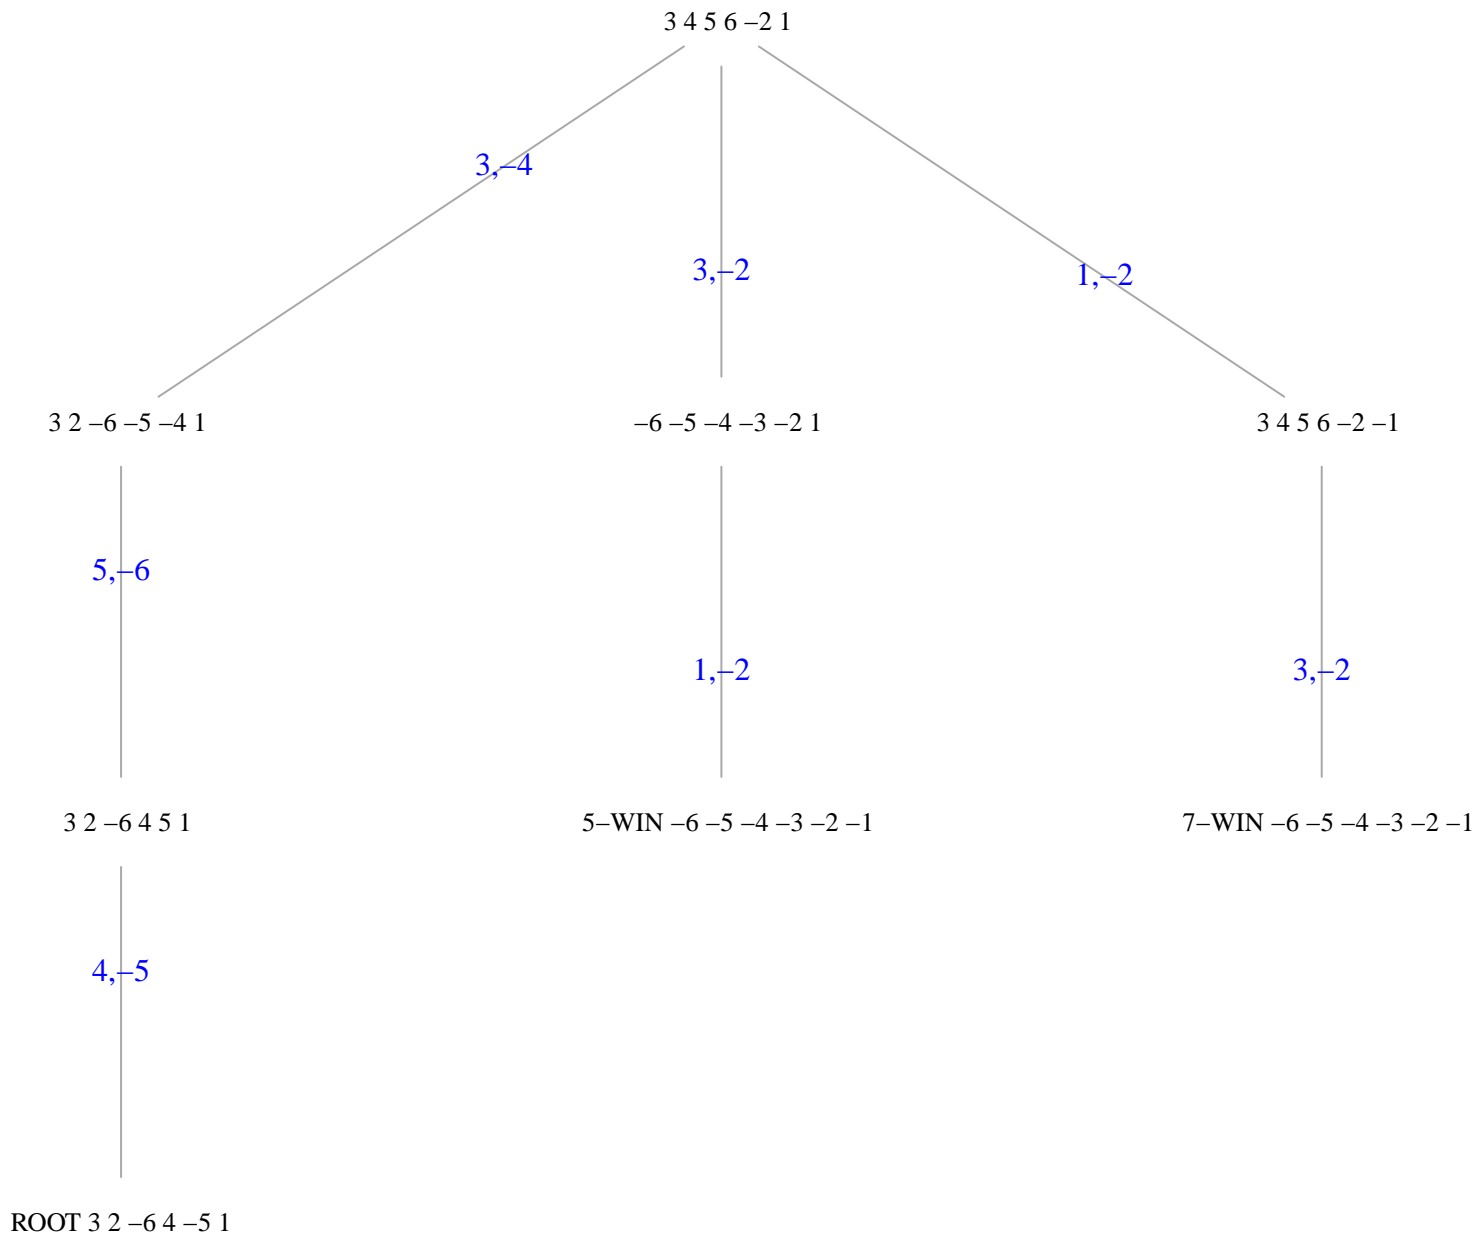 3 4 5 6 –2 1
3,–4
3,–2
1,–2
3 2 –6 –5 –4 1
–6 –5 –4 –3 –2 1
3 4 5 6 –2 –1
5,–6
1,–2
3,–2
3 2 –6 4 5 1
5–WIN –6 –5 –4 –3 –2 –1
7–WIN –6 –5 –4 –3 –2 –1
4,–5
ROOT 3 2 –6 4 –5 1